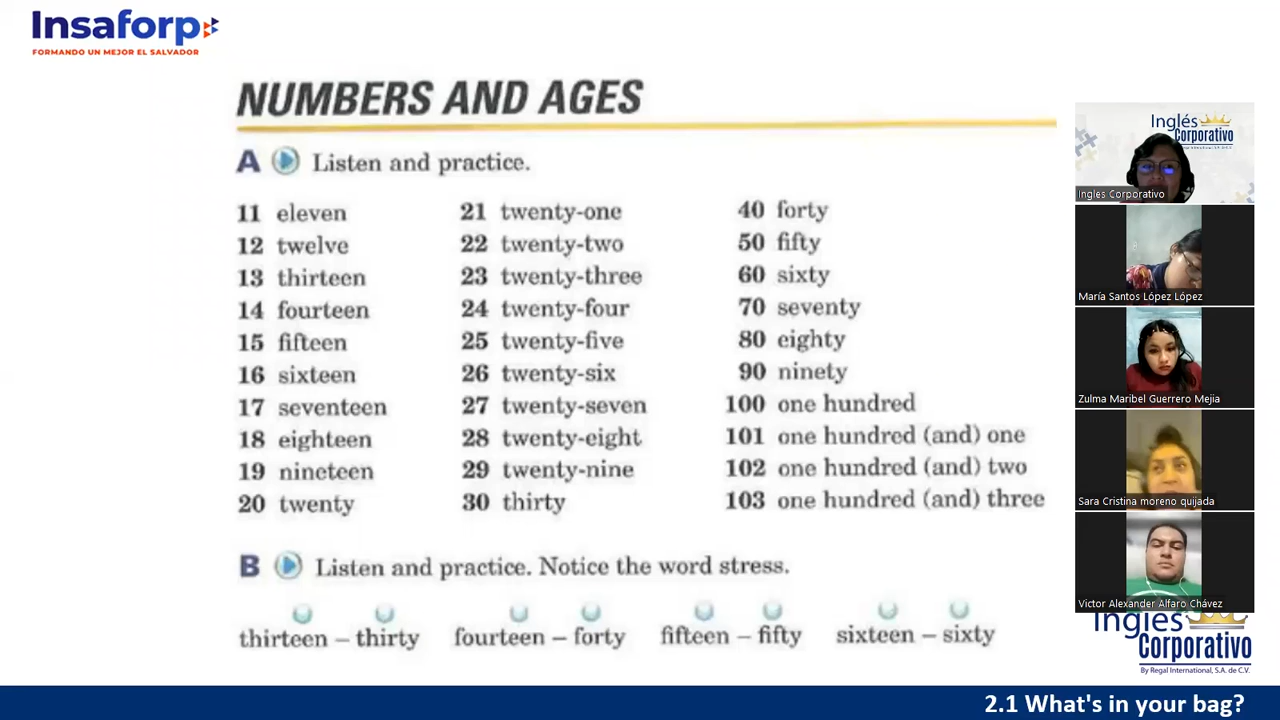 Insaforp
FORMANDO UN MEJOR EL SALVADOR
NUMBERS AND AGES
A Listen and practice.
11 eleven
12 twelve
13 thirteen
14 fourteen
15 fifteen
16 sixteen
17 seventeen
18 eighteen
19 nineteen
20 twenty
21 twenty-one
22 twenty-two
23 twenty-three
24 twenty-four
25 twenty-five
26 twenty-six
27 twenty-seven
28 twenty-eight
29 twenty-nine
30 thirty
40 forty
50 fifty
60 sixty
70 seventy
80 eighty
90 ninety
100 one hundred
101 one hundred (and) one
102 one hundred (and) two
103 one hundred (and) three
B Listen and practice. Notice the word stress.
thirteen – thirty fourteen – forty fifteen – fifty sixteen – sixty
Inglés
Corporativo
Ingles Corporativo
María Santos López López
Zulma Maribel Guerrero Mejia
Sara Cristina moreno quijada
Victor Alexander Alfaro Chávez
Inglés
Corporativo
By Regal International, S.A. de C.V.
2.1 What's in your bag?